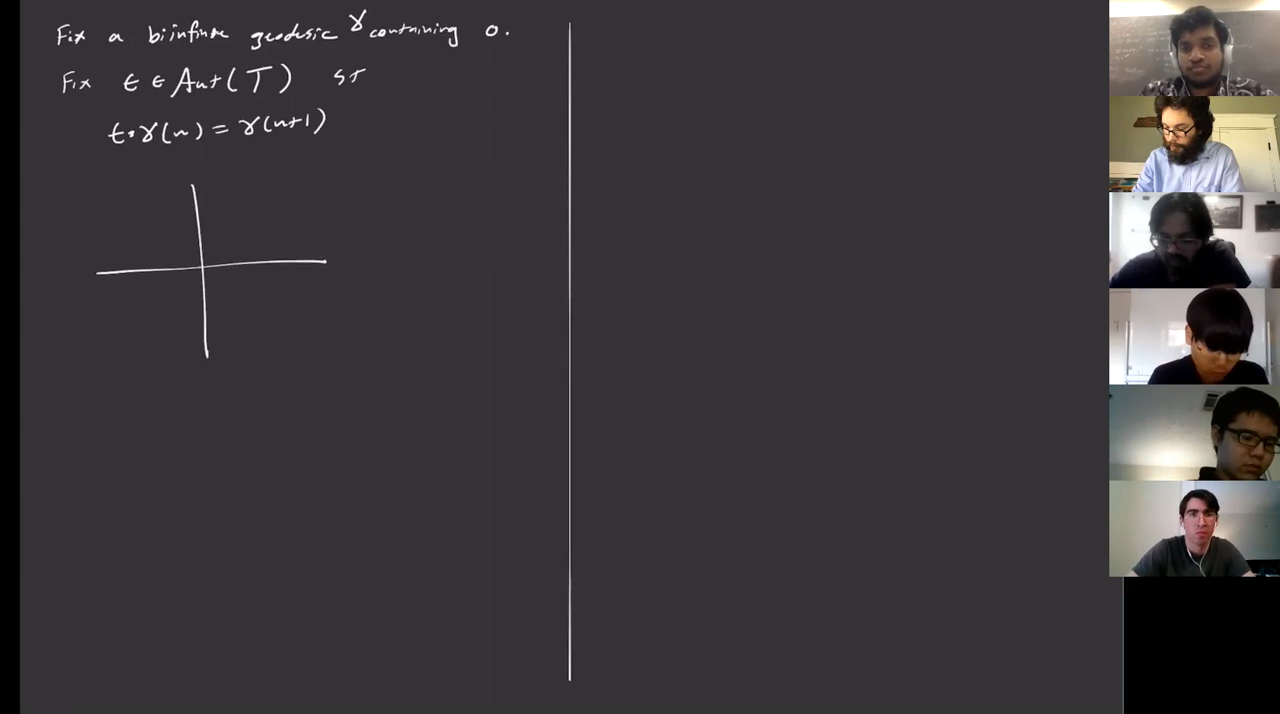 Fix a biinfinite geodesic γ containing 0.
Fix t ∈ Aut(T) st
t∘γ(n) = γ(n+1)